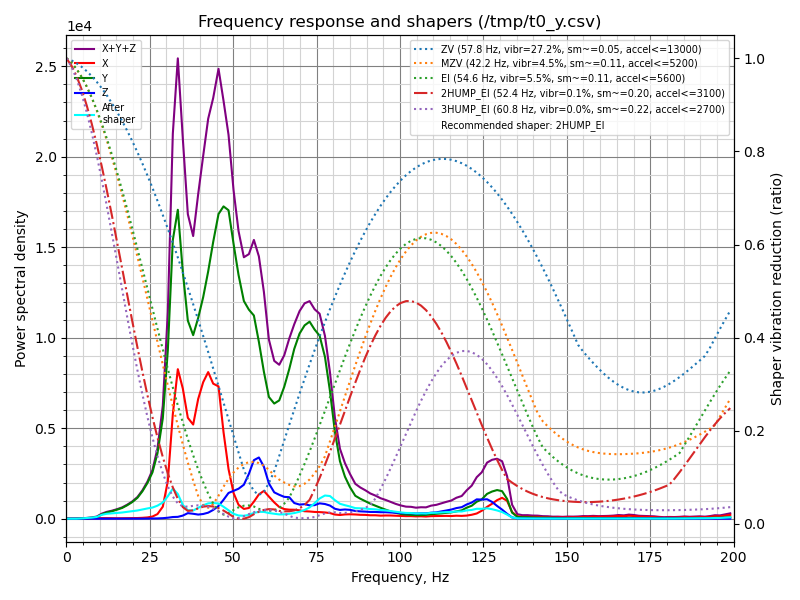 Frequency response and shapers (/tmp/t0_y.csv)
1e4
X+Y+Z
X
Y
Z
After
shaper
ZV (57.8 Hz, vibr=27.2%, sm~=0.05, accel<=13000)
MZV (42.2 Hz, vibr=4.5%, sm~=0.11, accel<=5200)
EI (54.6 Hz, vibr=5.5%, sm~=0.11, accel<=5600)
2HUMP_EI (52.4 Hz, vibr=0.1%, sm~=0.20, accel<=3100)
3HUMP_EI (60.8 Hz, vibr=0.0%, sm~=0.22, accel<=2700)
Recommended shaper: 2HUMP_EI
Power spectral density
2.5
2.0
1.5
1.0
0.5
0.0
1.0
0.8
0.6
0.4
0.2
0.0
Shaper vibration reduction (ratio)
0 25 50 75 100 125 150 175 200
Frequency, Hz